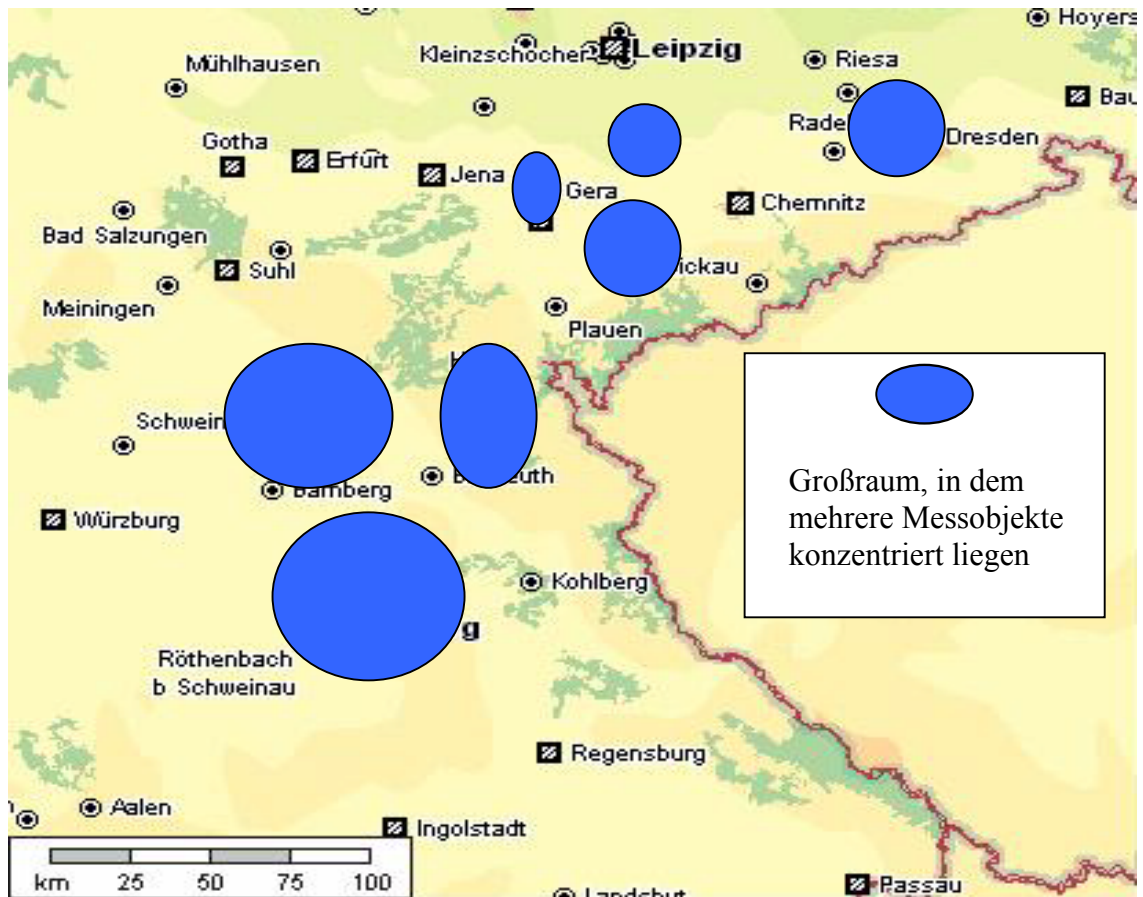 Hoyers
Kleinzschocher
Leipzig
Riesa
Mühlhausen
Bau
Gotha
Erfurt
Rade
Dresden
Jena
Gera
Chemnitz
Bad Salzungen
Suhl
ickau
Meiningen
Plauen
H
Schwein
B
euth
Bamberg
Würzburg
Großraum, in dem
mehrere Messobjekte
konzentriert liegen
Kohlberg
g
Röthenbach
b Schweinau
Regensburg
Aalen
Ingolstadt
km 25 50 75 100
Passau
Landshut